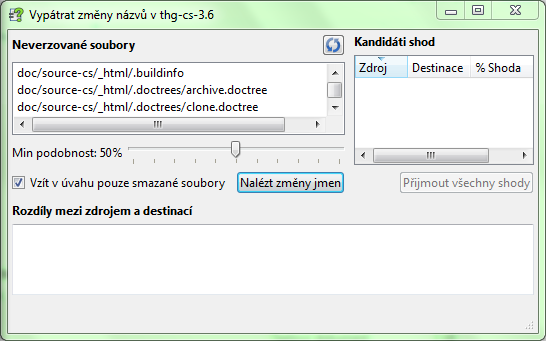 Vypátrat změny názvů v thg-cs-3.6
Neverzované soubory
doc/source-cs/_html/.buildinfo
doc/source-cs/_html/.doctrees/archive.doctree
doc/source-cs/_html/.doctrees/clone.doctree
Min podobnost: 50%
Vzít v úvahu pouze smazané soubory
Nalézt změny jmen
Kandidáti shod
Zdroj Destinace % Shoda
Přijmout všechny shody
Rozdíly mezi zdrojem a destinací